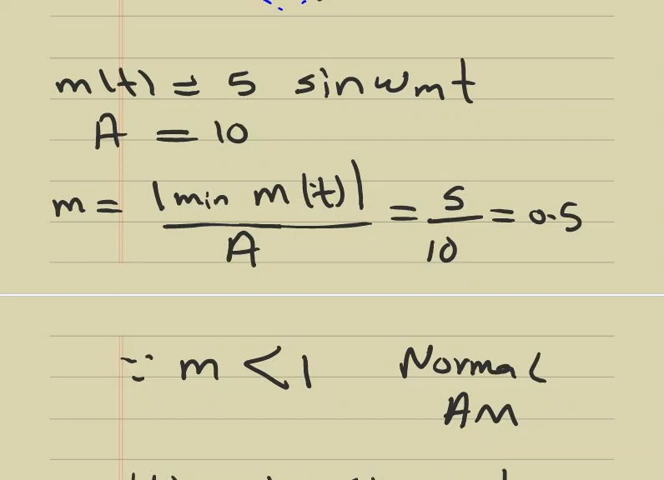 m(t) = 5 sinωmt
A = 10
m = |min m(t)| / A = 5/10 = 0.5
∵ m < 1 Normal
AM